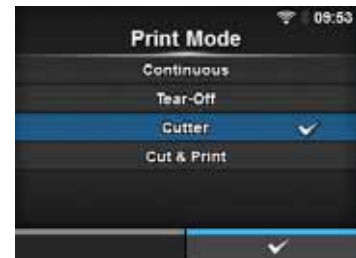 09:53
Print Mode
Continuous
Tear-Off
Cutter
Cut & Print